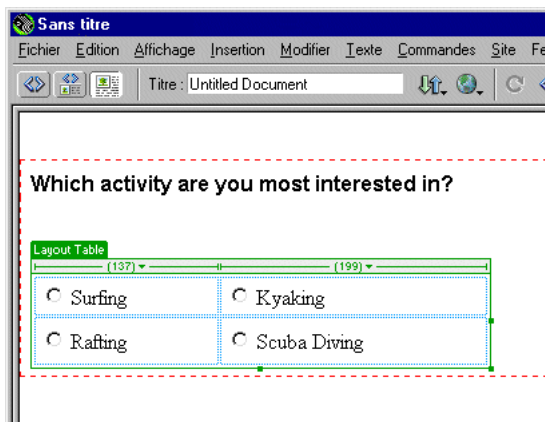 Sans titre
Fichier Edition Affichage Insertion Modifier Texte Commandes Site Fe
Titre : Untitled Document
Which activity are you most interested in?
Layout Table
(137) (199)
Surfing Kyaking
Rafting Scuba Diving